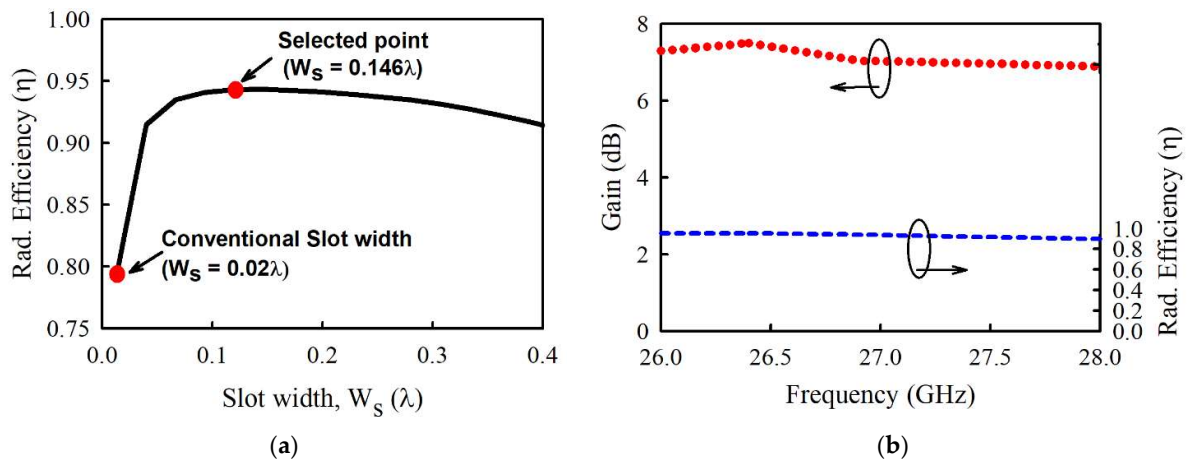 1.00
0.95
0.90
0.85
0.80
0.75
Rad. Efficiency (η)
Selected point
(WS = 0.146λ)
Conventional Slot width
(WS = 0.02λ)
0.0 0.1 0.2 0.3 0.4
Slot width, WS (λ)
(a)
8
6
4
2
0
Gain (dB)
1.0
0.8
0.6
0.4
0.2
0.0
Rad. Efficiency (η)
26.0 26.5 27.0 27.5 28.0
Frequency (GHz)
(b)